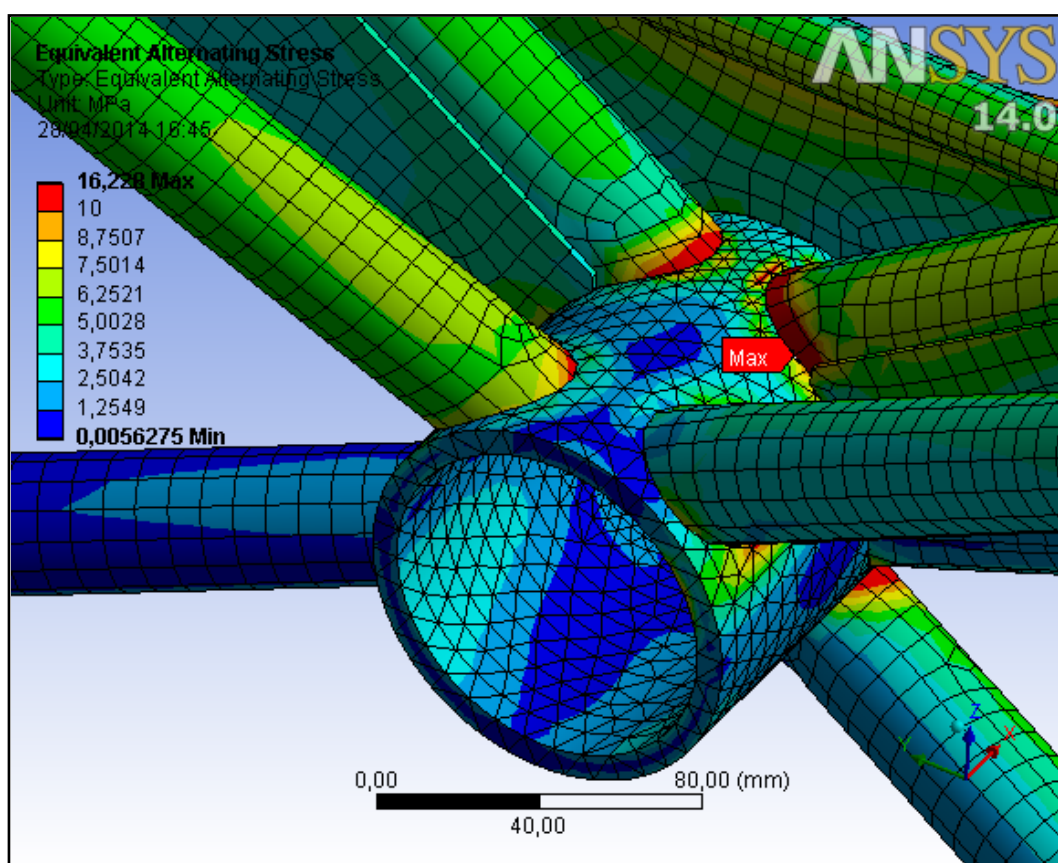 Equivalent Alternating Stress
Type: Equivalent Alternating Stress
Unit: MPa
28/04/2014 16:45
ANSYS
14.0
16,228 Max
10
8,7507
7,5014
6,2521
5,0028
3,7535
2,5042
1,2549
0,0056275 Min
Max
Z
X
Y
0,00
80,00 (mm)
40,00